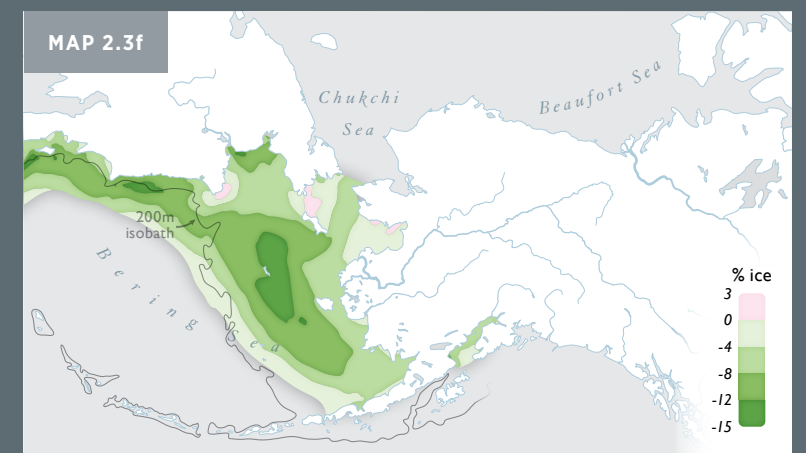 MAP 2.3f
Chukchi
Sea
Beaufort Sea
200m
isobath
Bering Sea
% ice
3
0
-4
-8
-12
-15